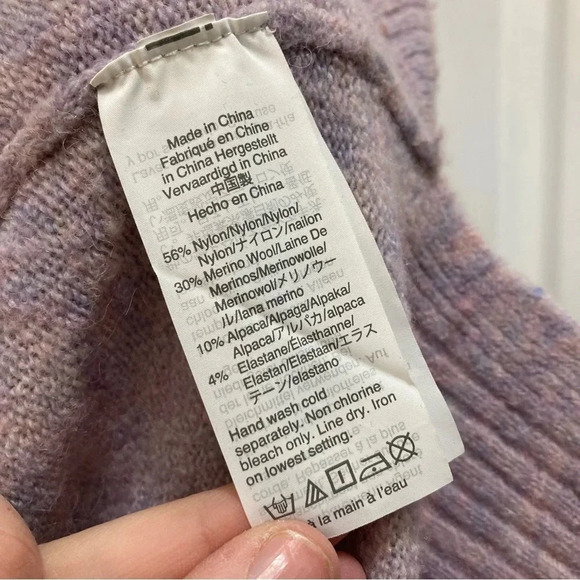 Made in China
Fabriqué en Chine
in China Hergestellt
Vervaardigd in China
中国製
Hecho en China
56% Nylon/Nylon/Nylon/
Nylon/ナイロン/nailon
30% Merino Wool/Laine De
Merinos/Merinowolle/
Merinowol/メリノウー
ル/lana merino
10% Alpaca/Alpaga/Alpaka/
Alpaca/アルパカ/alpaca
4% Elastane/Elasthanne/
Elastan/Elastaan/エラス
テーン/elastano
Hand wash cold
separately. Non chlorine
bleach only. Line dry. Iron
on lowest setting.
à la main à l'eau